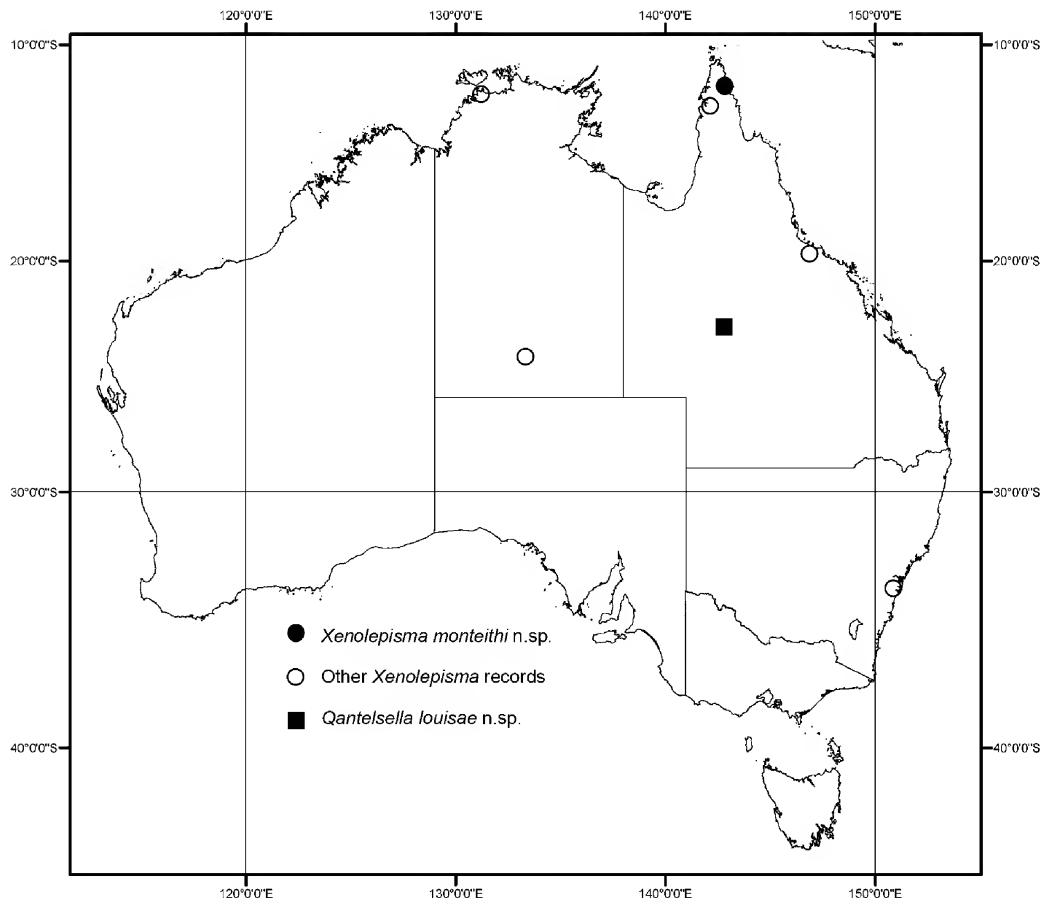 120°0'0"E 130°0'0"E 140°0'0"E 150°0'0"E
10°0'0"S 10°0'0"S
20°0'0"S 20°0'0"S
30°0'0"S 30°0'0"S
Xenolepisma monteithi n.sp.
Other Xenolepisma records
Qantelsella louisae n.sp.
40°0'0"S 40°0'0"S
120°0'0"E 130°0'0"E 140°0'0"E 150°0'0"E